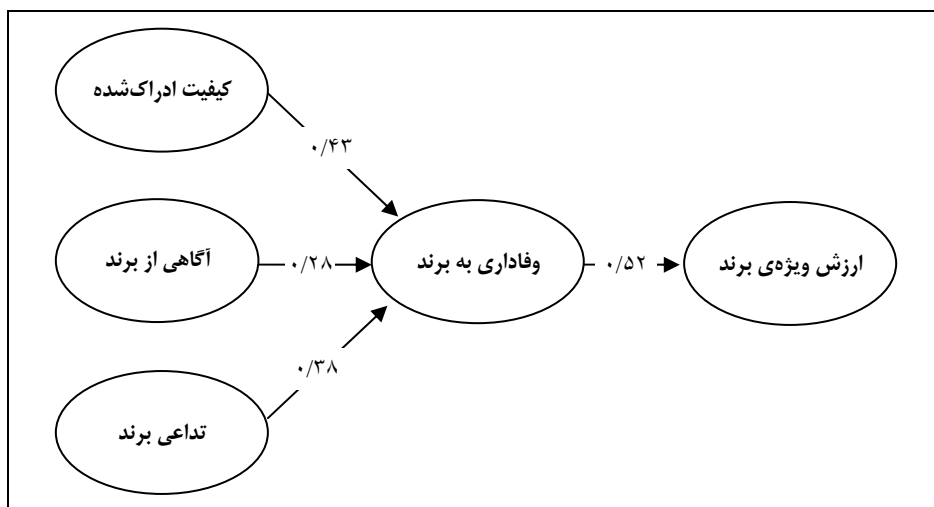 کیفیت ادراک‌شده
۰/۴۳
آگاهی از برند
۰/۲۸
وفاداری به برند
۰/۵۲
ارزش ویژه‌ی برند
۰/۳۸
تداعی برند